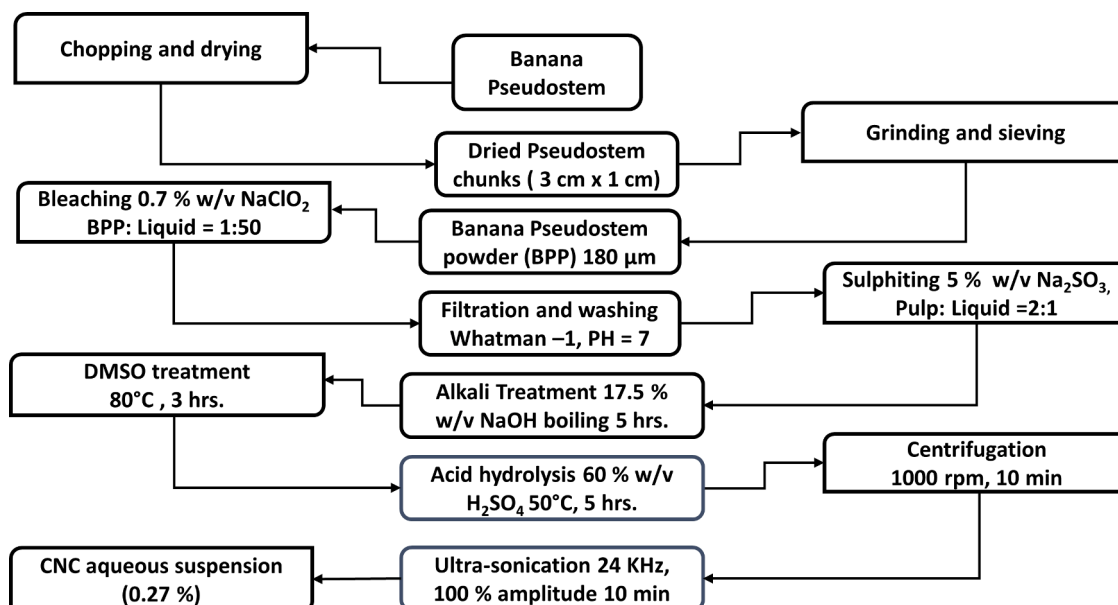 Chopping and drying
Banana
Pseudostem
Dried Pseudostem
chunks ( 3 cm x 1 cm)
Grinding and sieving
Banana Pseudostem
powder (BPP) 180 µm
Bleaching 0.7 % w/v NaClO₂
BPP: Liquid = 1:50
Filtration and washing
Whatman –1, PH = 7
Sulphiting 5 %  w/v Na₂SO₃,
Pulp: Liquid =2:1
Alkali Treatment 17.5 %
w/v NaOH boiling 5 hrs.
DMSO treatment
80°C , 3 hrs.
Acid hydrolysis 60 % w/v
H₂SO₄ 50°C, 5 hrs.
Centrifugation
1000 rpm, 10 min
Ultra-sonication 24 KHz,
100 % amplitude 10 min
CNC aqueous suspension
(0.27 %)